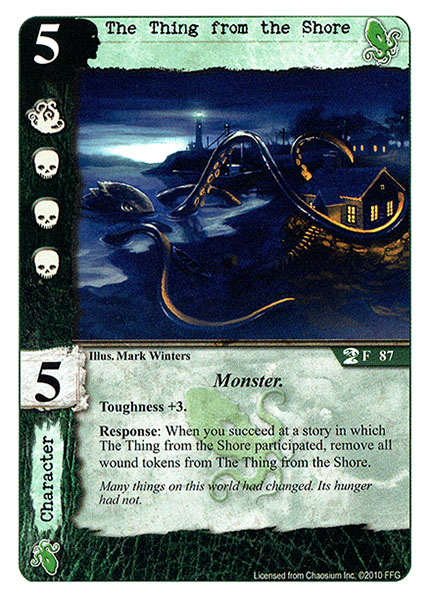 5
The Thing from the Shore
Illus. Mark Winters
F 87
5
Monster.
Toughness +3.
Response: When you succeed at a story in which
The Thing from the Shore participated, remove all
wound tokens from The Thing from the Shore.
Many things on this world had changed. Its hunger
had not.
Character
Licensed from Chaosium Inc. ©2010 FFG